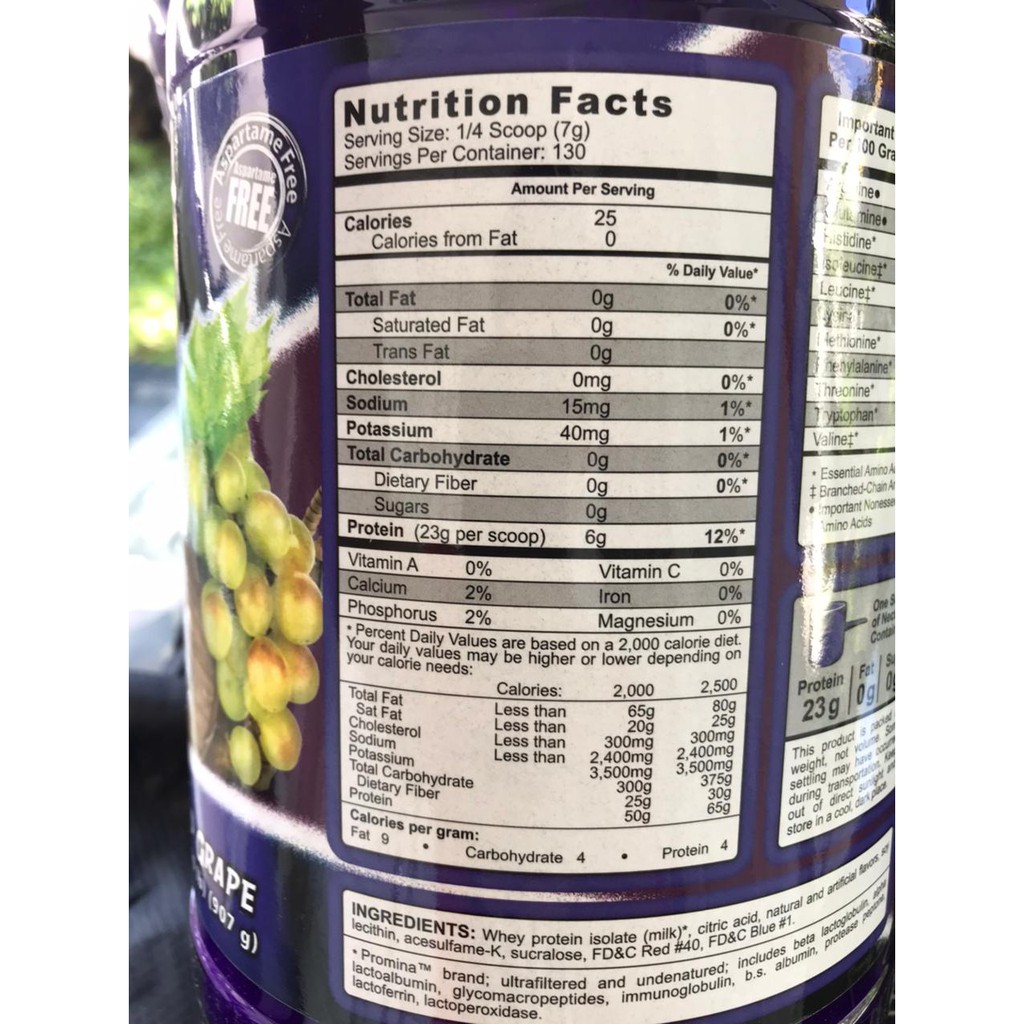 Aspartame Free Aspartame Free
Aspartame
FREE
Nutrition Facts
Serving Size: 1/4 Scoop (7g)
Servings Per Container: 130
Amount Per Serving
Calories 25
Calories from Fat 0
% Daily Value*
Total Fat 0g 0%*
Saturated Fat 0g 0%*
Trans Fat 0g
Cholesterol 0mg 0%*
Sodium 15mg 1%*
Potassium 40mg 1%*
Total Carbohydrate 0g 0%*
Dietary Fiber 0g 0%*
Sugars 0g
Protein (23g per scoop) 6g 12%*
Vitamin A 0% Vitamin C 0%
Calcium 2% Iron 0%
Phosphorus 2% Magnesium 0%
* Percent Daily Values are based on a 2,000 calorie diet.
Your daily values may be higher or lower depending on
your calorie needs:
Calories: 2,000 2,500
Total Fat Less than 65g 80g
Sat Fat Less than 20g 25g
Cholesterol Less than 300mg 300mg
Sodium Less than 2,400mg 2,400mg
Potassium 3,500mg 3,500mg
Total Carbohydrate 300g 375g
Dietary Fiber 25g 30g
Protein 50g 65g
Calories per gram:
Fat 9 • Carbohydrate 4 • Protein 4
INGREDIENTS: Whey protein isolate (milk)*, citric acid, natural and artificial flavors, soy
lecithin, acesulfame-K, sucralose, FD&C Red #40, FD&C Blue #1.
* Promina™ brand; ultrafiltered and undenatured; includes beta lactoglobulin, alpha
lactoalbumin, glycomacropeptides, immunoglobulin, b.s. albumin, protease peptone,
lactoferrin, lactoperoxidase.
GRAPE
(907 g)
Important
Per 100
Histidine*
Isoleucine‡*
Leucine‡*
Lysine*
Methionine*
Phenylalanine*
Threonine*
Tryptophan*
Valine‡*
* Essential Amino
‡ Branched-Chain
• Important
Amino Acids
One
of
Protein Fat
23g 0g
This product is packed
weight, not volume.
settling may have
during transportation.
out of direct sunlight and
store in a cool, dark place.